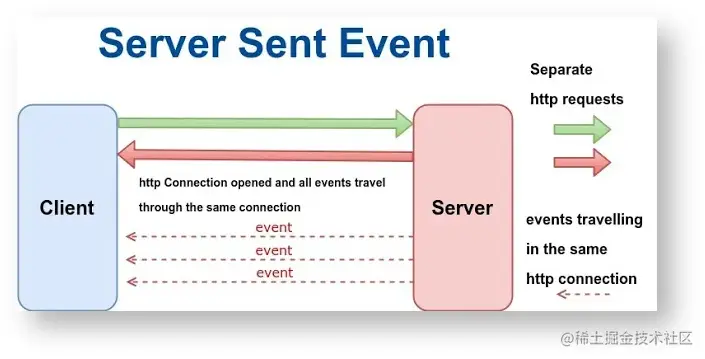 Server Sent Event
Separate
http requests
Client
Server
http Connection opened and all events travel
through the same connection
event
event
event
events travelling
in the same
http connection
@稀土掘金技术社区